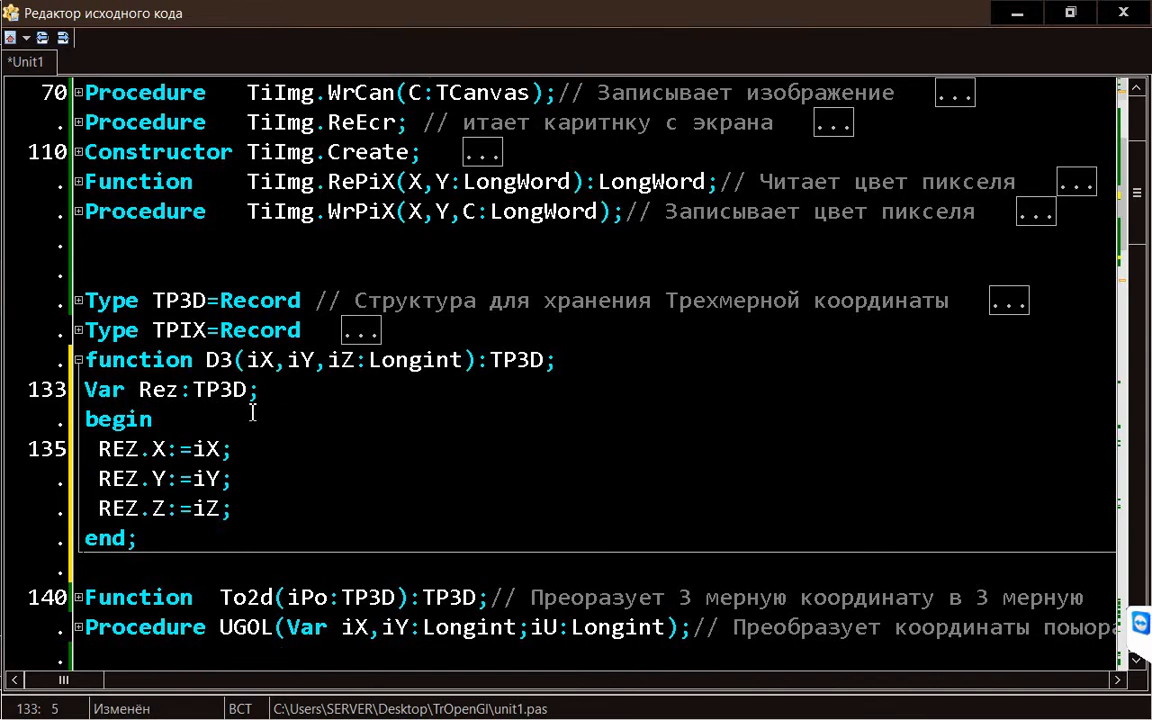 Редактор исходного кода
*Unit1
70 Procedure TiImg.WrCan(C:TCanvas);// Записывает изображение ...
. Procedure TiImg.ReEcr; // итает каритнку с экрана ...
110 Constructor TiImg.Create; ...
. Function TiImg.RePiX(X,Y:LongWord):LongWord;// Читает цвет пикселя ...
. Procedure TiImg.WrPiX(X,Y,C:LongWord);// Записывает цвет пикселя ...
.
.
. Type TP3D=Record // Структура для хранения Трехмерной координаты ...
. Type TPIX=Record ...
. function D3(iX,iY,iZ:Longint):TP3D;
133 Var Rez:TP3D;
. begin
135 REZ.X:=iX;
. REZ.Y:=iY;
. REZ.Z:=iZ;
. end;
.
140 Function To2d(iPo:TP3D):TP3D;// Преоразует 3 мерную координату в 3 мерную
. Procedure UGOL(Var iX,iY:Longint;iU:Longint);// Преобразует координаты поыора
.
133: 5 Изменён ВСТ C:\Users\SERVER\Desktop\TrOpenGl\unit1.pas